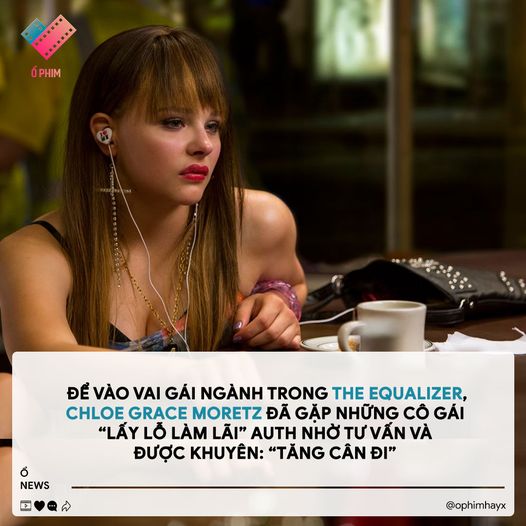 Ổ PHIM
ĐỂ VÀO VAI GÁI NGÀNH TRONG THE EQUALIZER,
CHLOE GRACE MORETZ ĐÃ GẶP NHỮNG CÔ GÁI
“LẤY LỖ LÀM LÃI” AUTH NHỜ TƯ VẤN VÀ
ĐƯỢC KHUYÊN: “TĂNG CÂN ĐI”
Ổ
NEWS
@ophimhayx